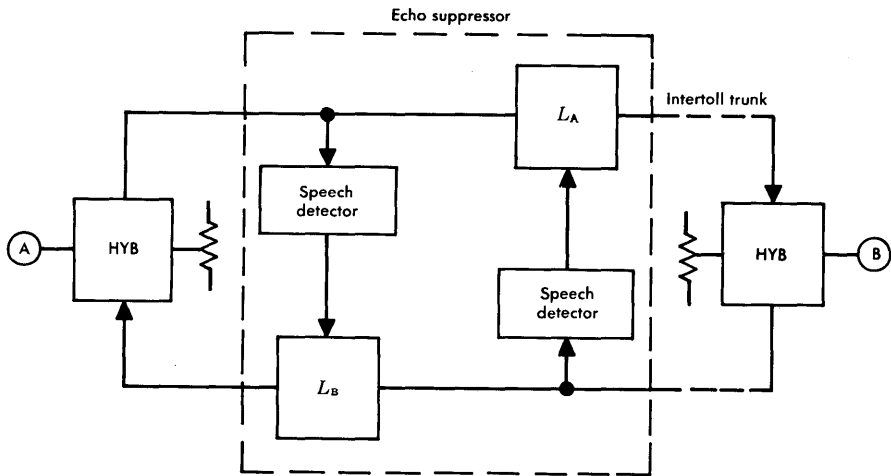 Echo suppressor
L_A
Intertoll trunk
Speech
detector
A
HYB
HYB
B
Speech
detector
L_B